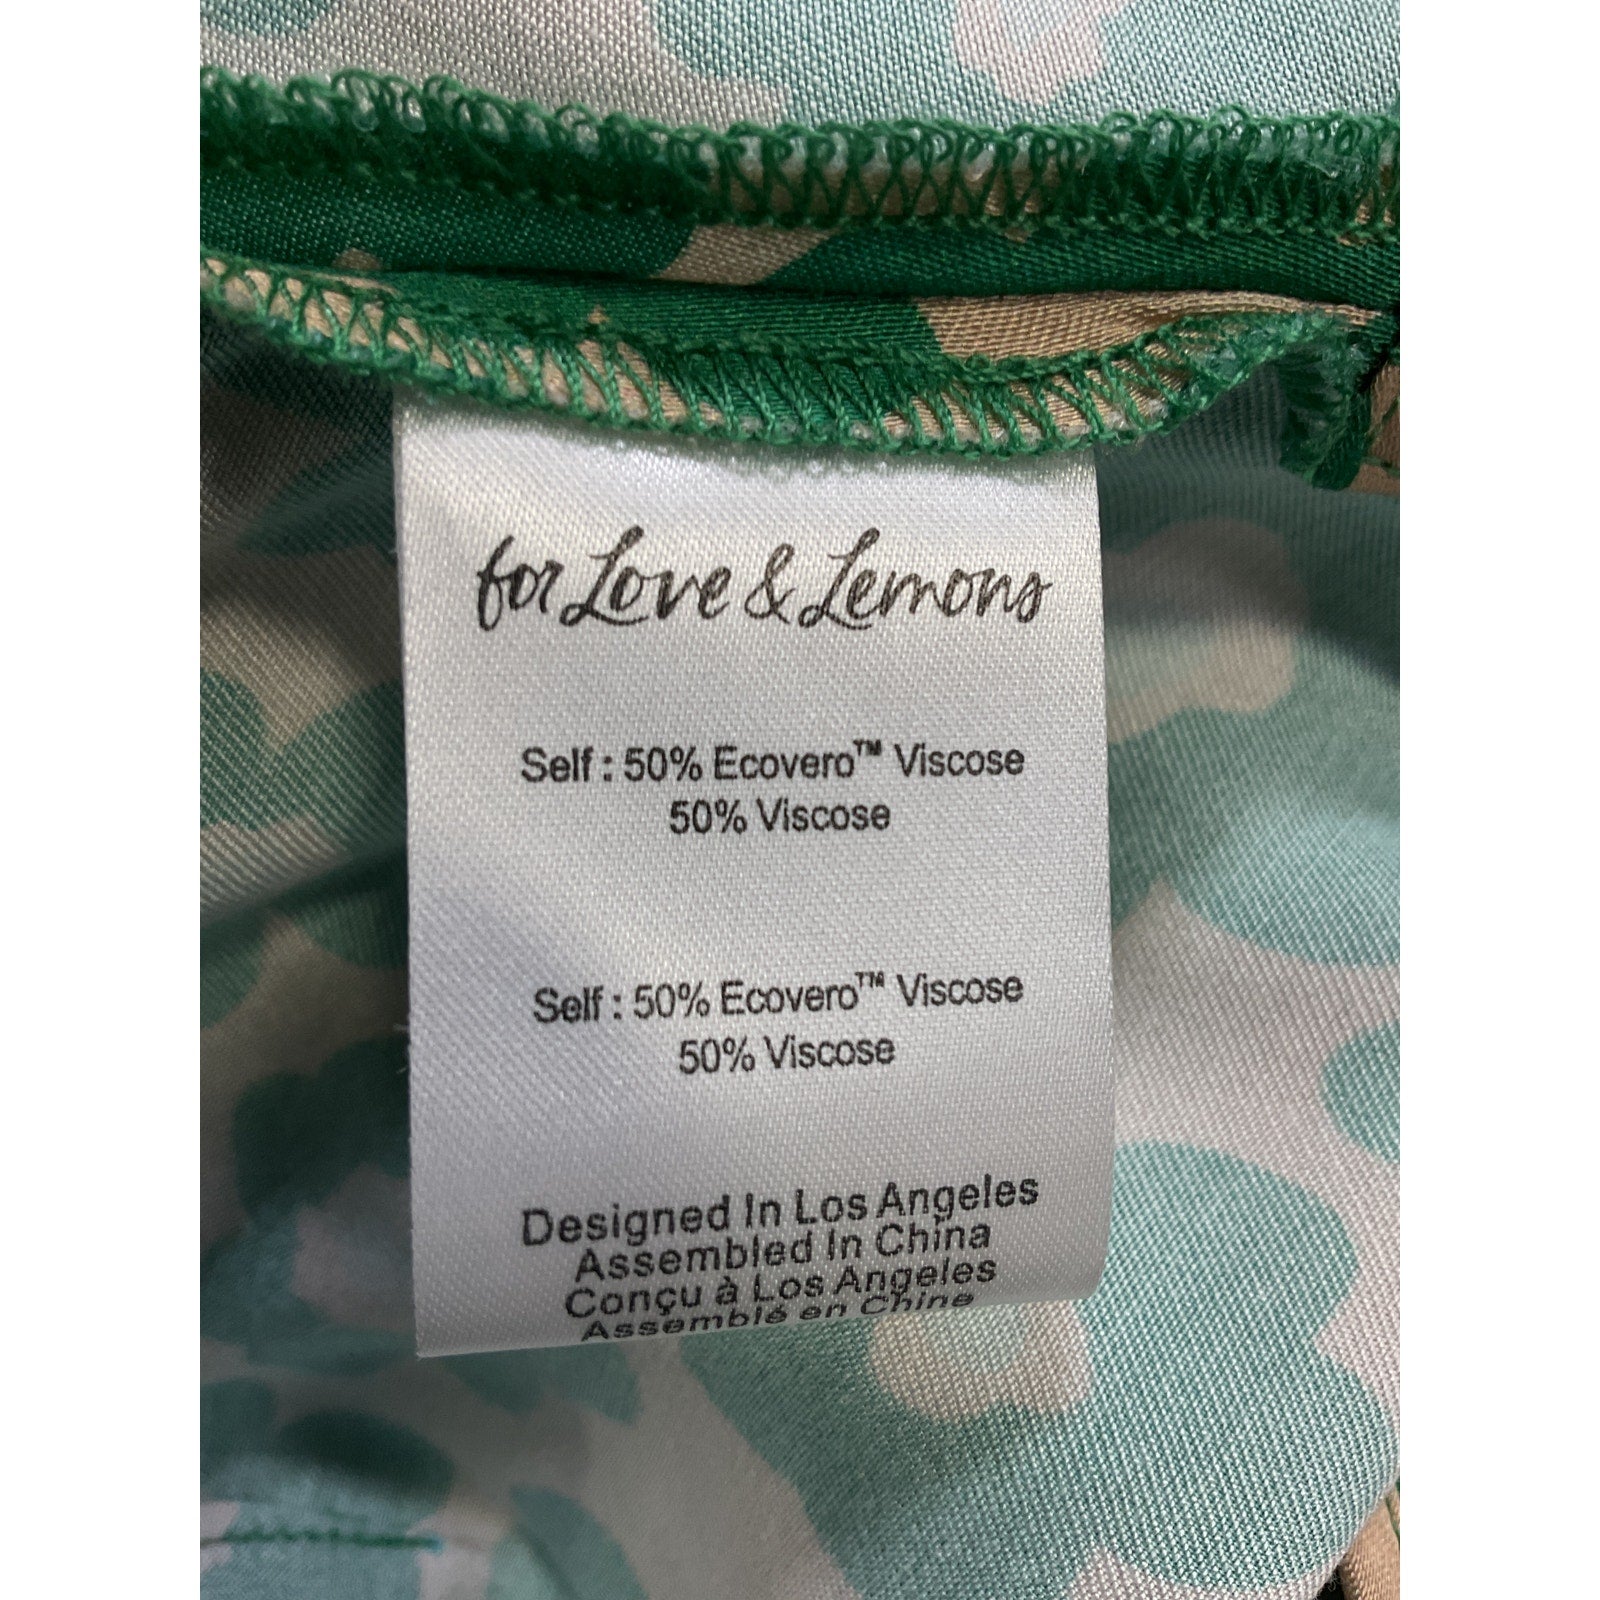 for Love & Lemons
Self : 50% Ecovero™ Viscose
50% Viscose
Self : 50% Ecovero™ Viscose
50% Viscose
Designed In Los Angeles
Assembled In China
Conçu à Los Angeles
Assemblé en Chine